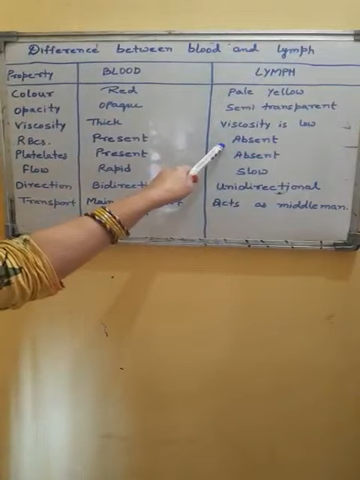 Difference between blood and lymph
Property BLOOD LYMPH
Colour Red Pale Yellow
Opacity Opaque Semi transparent
Viscosity Thick Viscosity is low
RBCs. Present Absent
Platelates Present Absent
Flow Rapid Slow
Direction Unidirectional
Transport Acts as middleman.